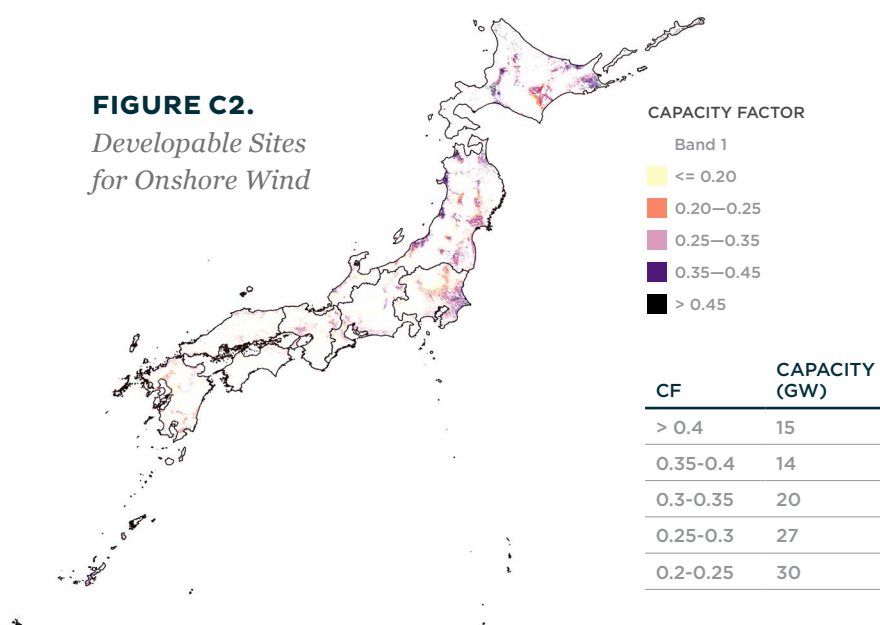 FIGURE C2.
Developable Sites
for Onshore Wind
CAPACITY FACTOR
Band 1
<= 0.20
0.20—0.25
0.25—0.35
0.35—0.45
> 0.45
CF CAPACITY (GW)
> 0.4 15
0.35-0.4 14
0.3-0.35 20
0.25-0.3 27
0.2-0.25 30